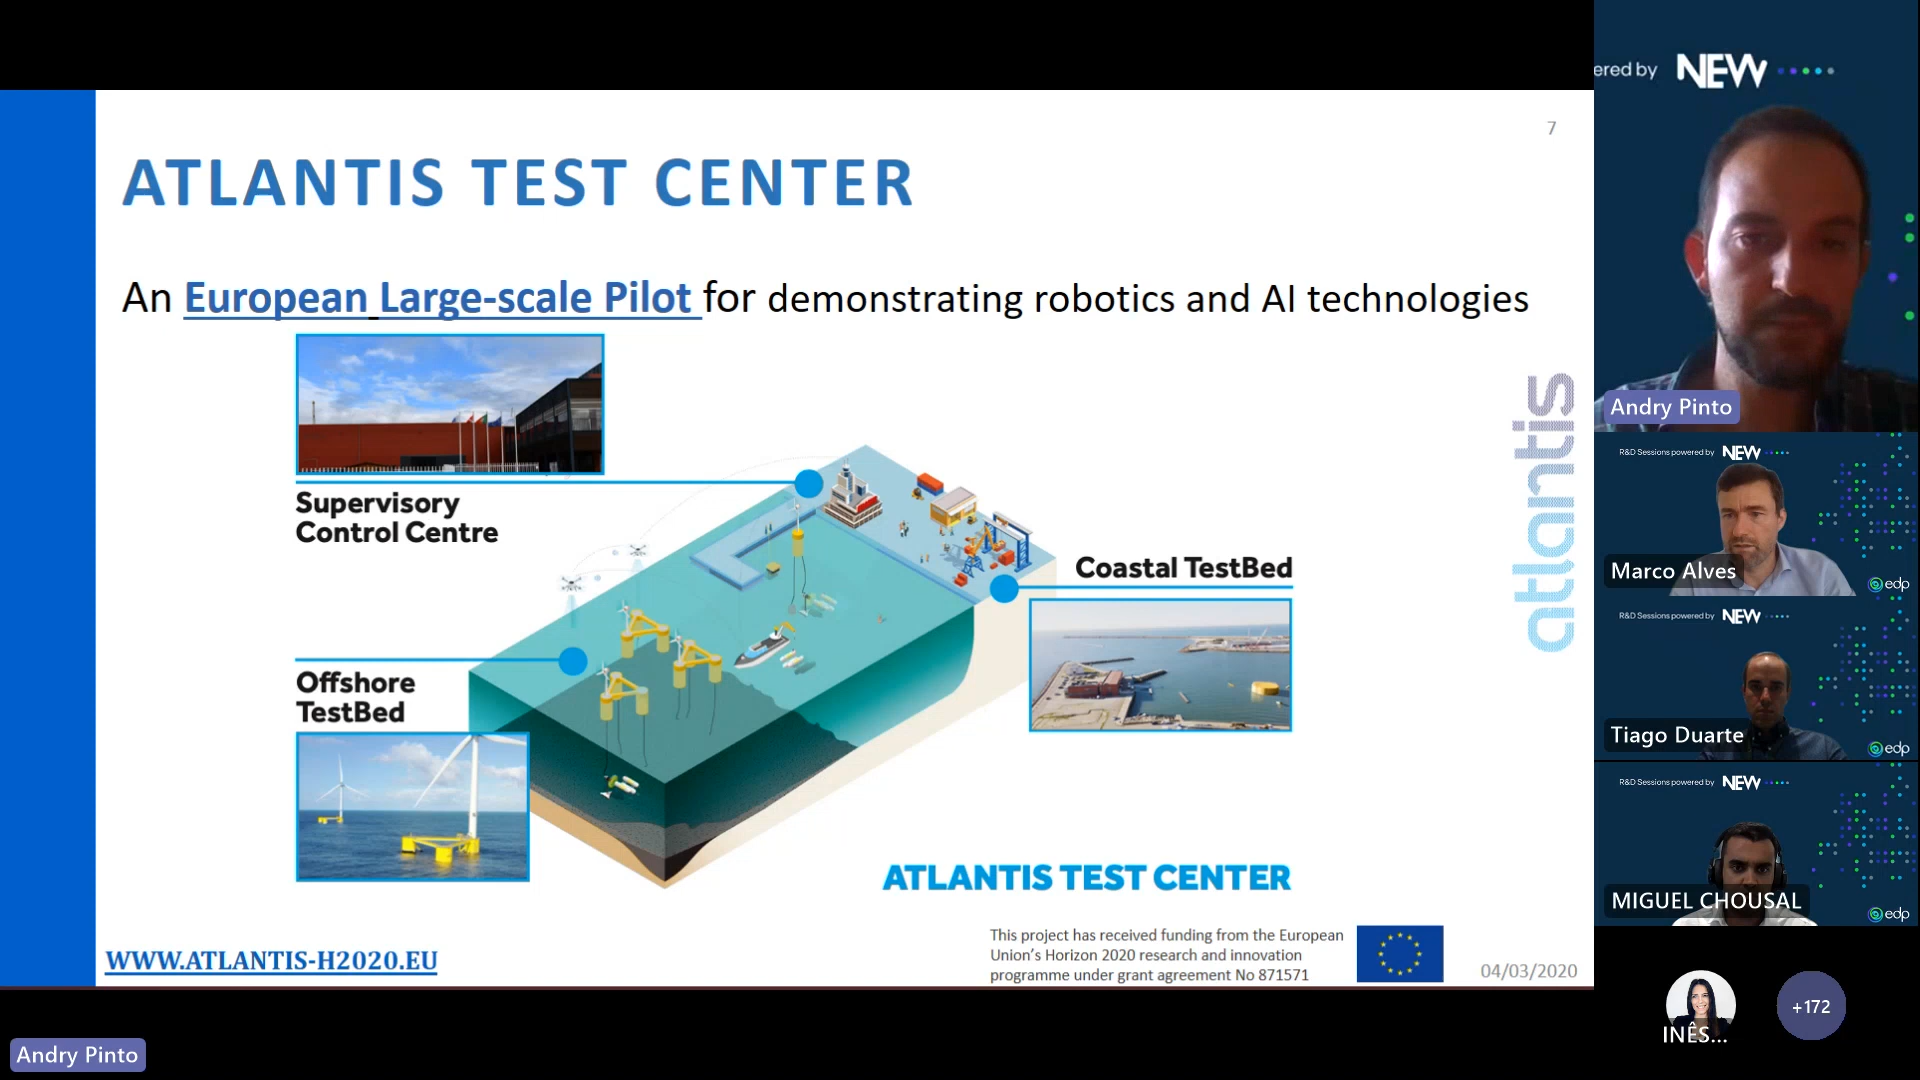 7
ATLANTIS TEST CENTER
An European Large-scale Pilot for demonstrating robotics and AI technologies
Supervisory
Control Centre
Coastal TestBed
Offshore
TestBed
atlantis
ATLANTIS TEST CENTER
WWW.ATLANTIS-H2020.EU
This project has received funding from the European
Union's Horizon 2020 research and innovation
programme under grant agreement No 871571
04/03/2020
Andry Pinto
ered by NEW
Andry Pinto
R&D Sessions powered by NEW
Marco Alves
edp
R&D Sessions powered by NEW
Tiago Duarte
edp
R&D Sessions powered by NEW
MIGUEL CHOUSAL
edp
INÊS...
+172